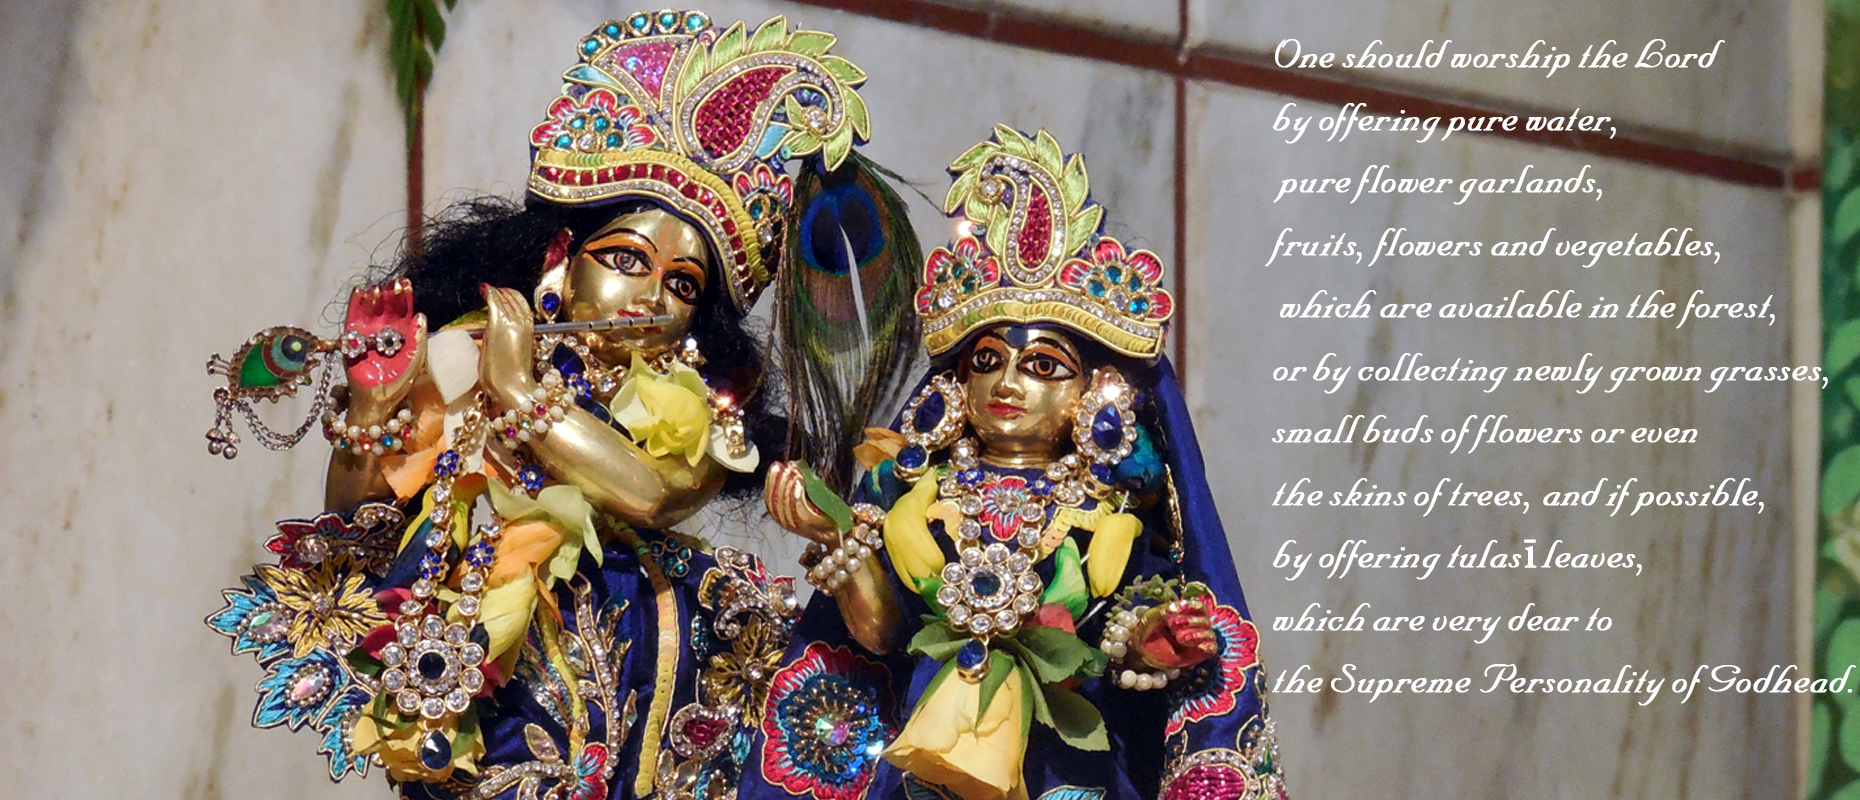 One should worship the Lord
by offering pure water,
pure flower garlands,
fruits, flowers and vegetables,
which are available in the forest,
or by collecting newly grown grasses,
small buds of flowers or even
the skins of trees, and if possible,
by offering tulasī leaves,
which are very dear to
the Supreme Personality of Godhead.